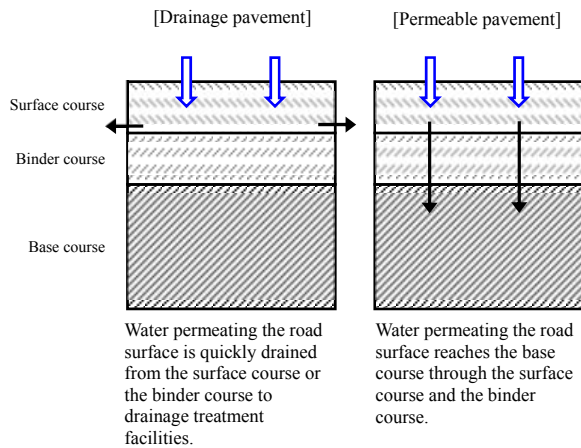 [Drainage pavement]
[Permeable pavement]
Surface course
Binder course
Base course
Water permeating the road
surface is quickly drained
from the surface course or
the binder course to
drainage treatment
facilities.
Water permeating the road
surface reaches the base
course through the surface
course and the binder
course.